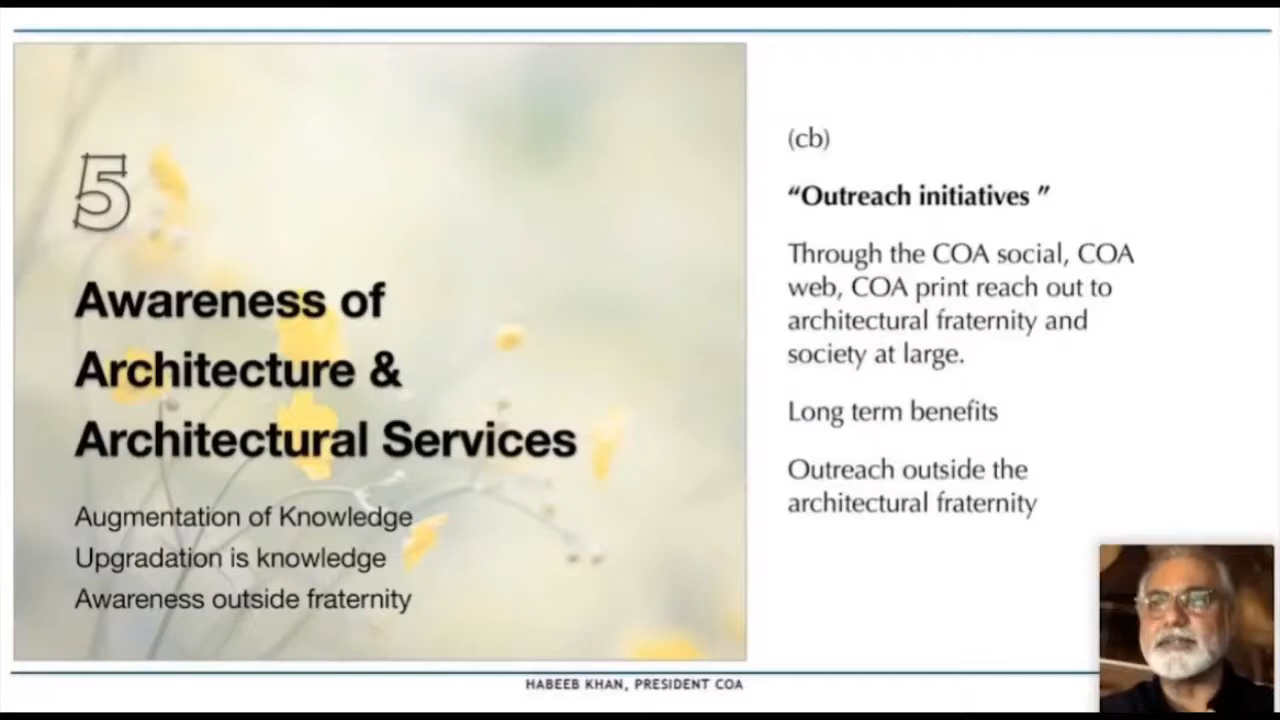 5
Awareness of
Architecture &
Architectural Services
Augmentation of Knowledge
Upgradation is knowledge
Awareness outside fraternity
(cb)
“Outreach initiatives ”
Through the COA social, COA
web, COA print reach out to
architectural fraternity and
society at large.
Long term benefits
Outreach outside the
architectural fraternity
HABEEB KHAN, PRESIDENT COA